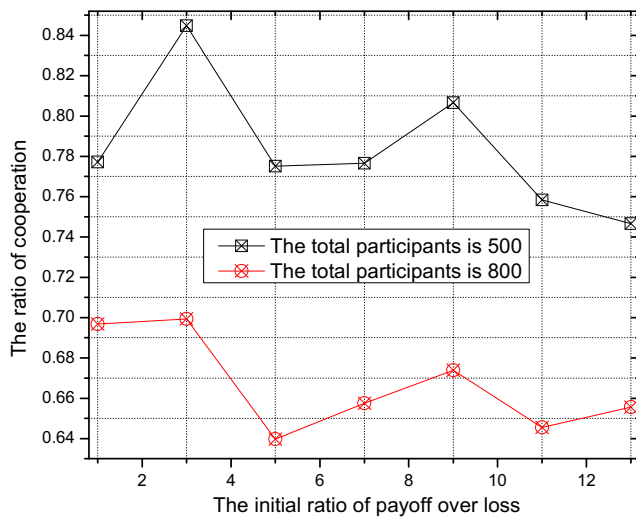 0.84
0.82
0.80
0.78
0.76
0.74
0.72
0.70
0.68
0.66
0.64
The ratio of cooperation
The total participants is 500
The total participants is 800
2 4 6 8 10 12
The initial ratio of payoff over loss